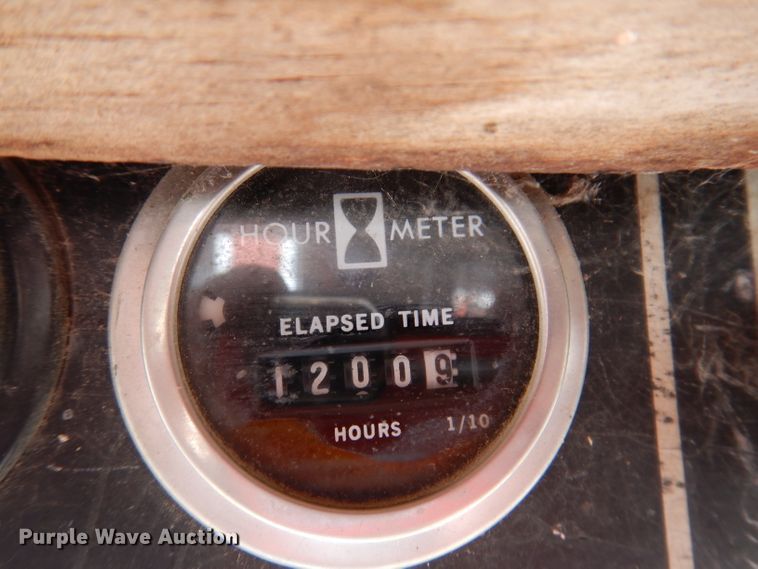 HOUR METER
ELAPSED TIME
12009
HOURS 1/10
Purple Wave Auction